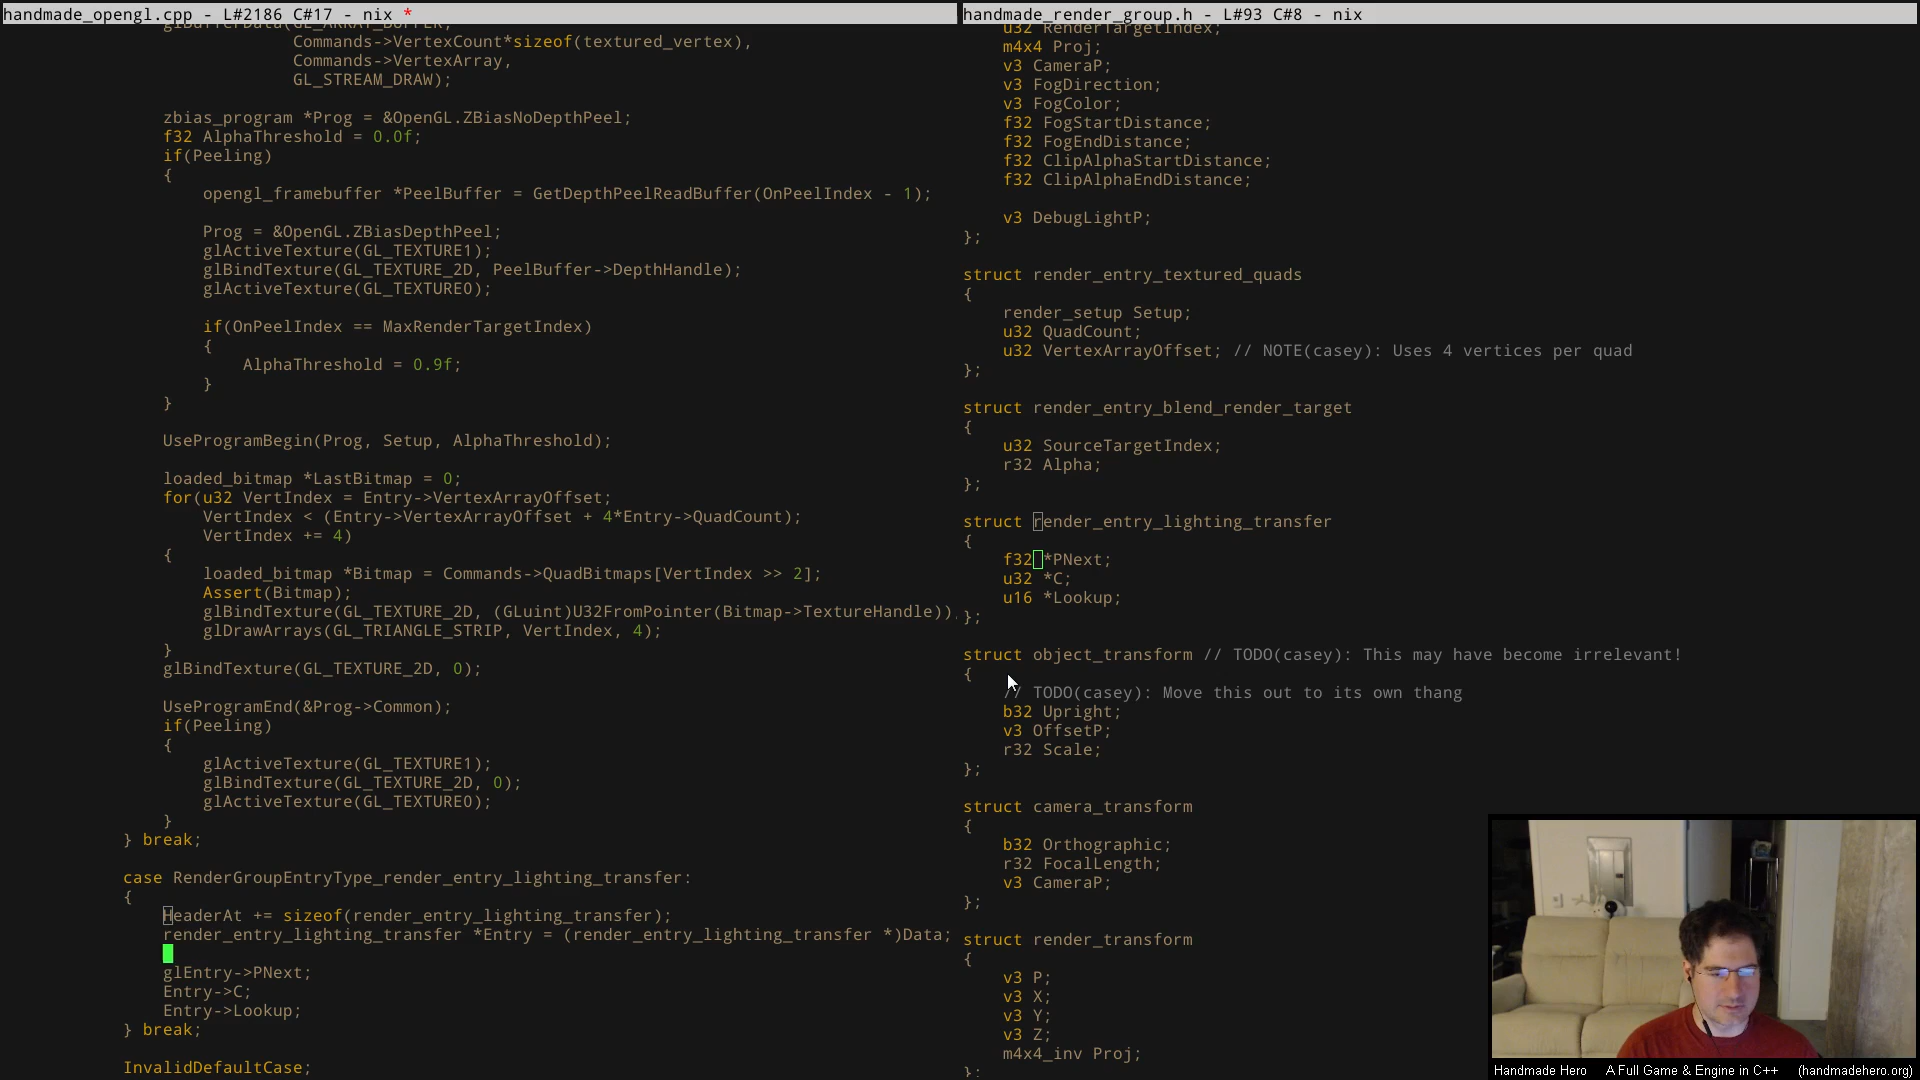 handmade_opengl.cpp - L#2186 C#17 - nix *
glBufferData(GL_ARRAY_BUFFER,
Commands->VertexCount*sizeof(textured_vertex),
Commands->VertexArray,
GL_STREAM_DRAW);
zbias_program *Prog = &OpenGL.ZBiasNoDepthPeel;
f32 AlphaThreshold = 0.0f;
if(Peeling)
{
opengl_framebuffer *PeelBuffer = GetDepthPeelReadBuffer(OnPeelIndex - 1);
Prog = &OpenGL.ZBiasDepthPeel;
glActiveTexture(GL_TEXTURE1);
glBindTexture(GL_TEXTURE_2D, PeelBuffer->DepthHandle);
glActiveTexture(GL_TEXTURE0);
if(OnPeelIndex == MaxRenderTargetIndex)
{
AlphaThreshold = 0.9f;
}
}
UseProgramBegin(Prog, Setup, AlphaThreshold);
loaded_bitmap *LastBitmap = 0;
for(u32 VertIndex = Entry->VertexArrayOffset;
VertIndex < (Entry->VertexArrayOffset + 4*Entry->QuadCount);
VertIndex += 4)
{
loaded_bitmap *Bitmap = Commands->QuadBitmaps[VertIndex >> 2];
Assert(Bitmap);
glBindTexture(GL_TEXTURE_2D, (GLuint)U32FromPointer(Bitmap->TextureHandle));
glDrawArrays(GL_TRIANGLE_STRIP, VertIndex, 4);
}
glBindTexture(GL_TEXTURE_2D, 0);
UseProgramEnd(&Prog->Common);
if(Peeling)
{
glActiveTexture(GL_TEXTURE1);
glBindTexture(GL_TEXTURE_2D, 0);
glActiveTexture(GL_TEXTURE0);
}
} break;
case RenderGroupEntryType_render_entry_lighting_transfer:
{
HeaderAt += sizeof(render_entry_lighting_transfer);
render_entry_lighting_transfer *Entry = (render_entry_lighting_transfer *)Data;
glEntry->PNext;
Entry->C;
Entry->Lookup;
} break;
InvalidDefaultCase;
handmade_render_group.h - L#93 C#8 - nix
u32 RenderTargetIndex;
m4x4 Proj;
v3 CameraP;
v3 FogDirection;
v3 FogColor;
f32 FogStartDistance;
f32 FogEndDistance;
f32 ClipAlphaStartDistance;
f32 ClipAlphaEndDistance;
v3 DebugLightP;
};
struct render_entry_textured_quads
{
render_setup Setup;
u32 QuadCount;
u32 VertexArrayOffset; // NOTE(casey): Uses 4 vertices per quad
};
struct render_entry_blend_render_target
{
u32 SourceTargetIndex;
r32 Alpha;
};
struct render_entry_lighting_transfer
{
f32 *PNext;
u32 *C;
u16 *Lookup;
};
struct object_transform // TODO(casey): This may have become irrelevant!
{
// TODO(casey): Move this out to its own thang
b32 Upright;
v3 OffsetP;
r32 Scale;
};
struct camera_transform
{
b32 Orthographic;
r32 FocalLength;
v3 CameraP;
};
struct render_transform
{
v3 P;
v3 X;
v3 Y;
v3 Z;
m4x4_inv Proj;
};
Handmade Hero A Full Game & Engine in C++ (handmadehero.org)